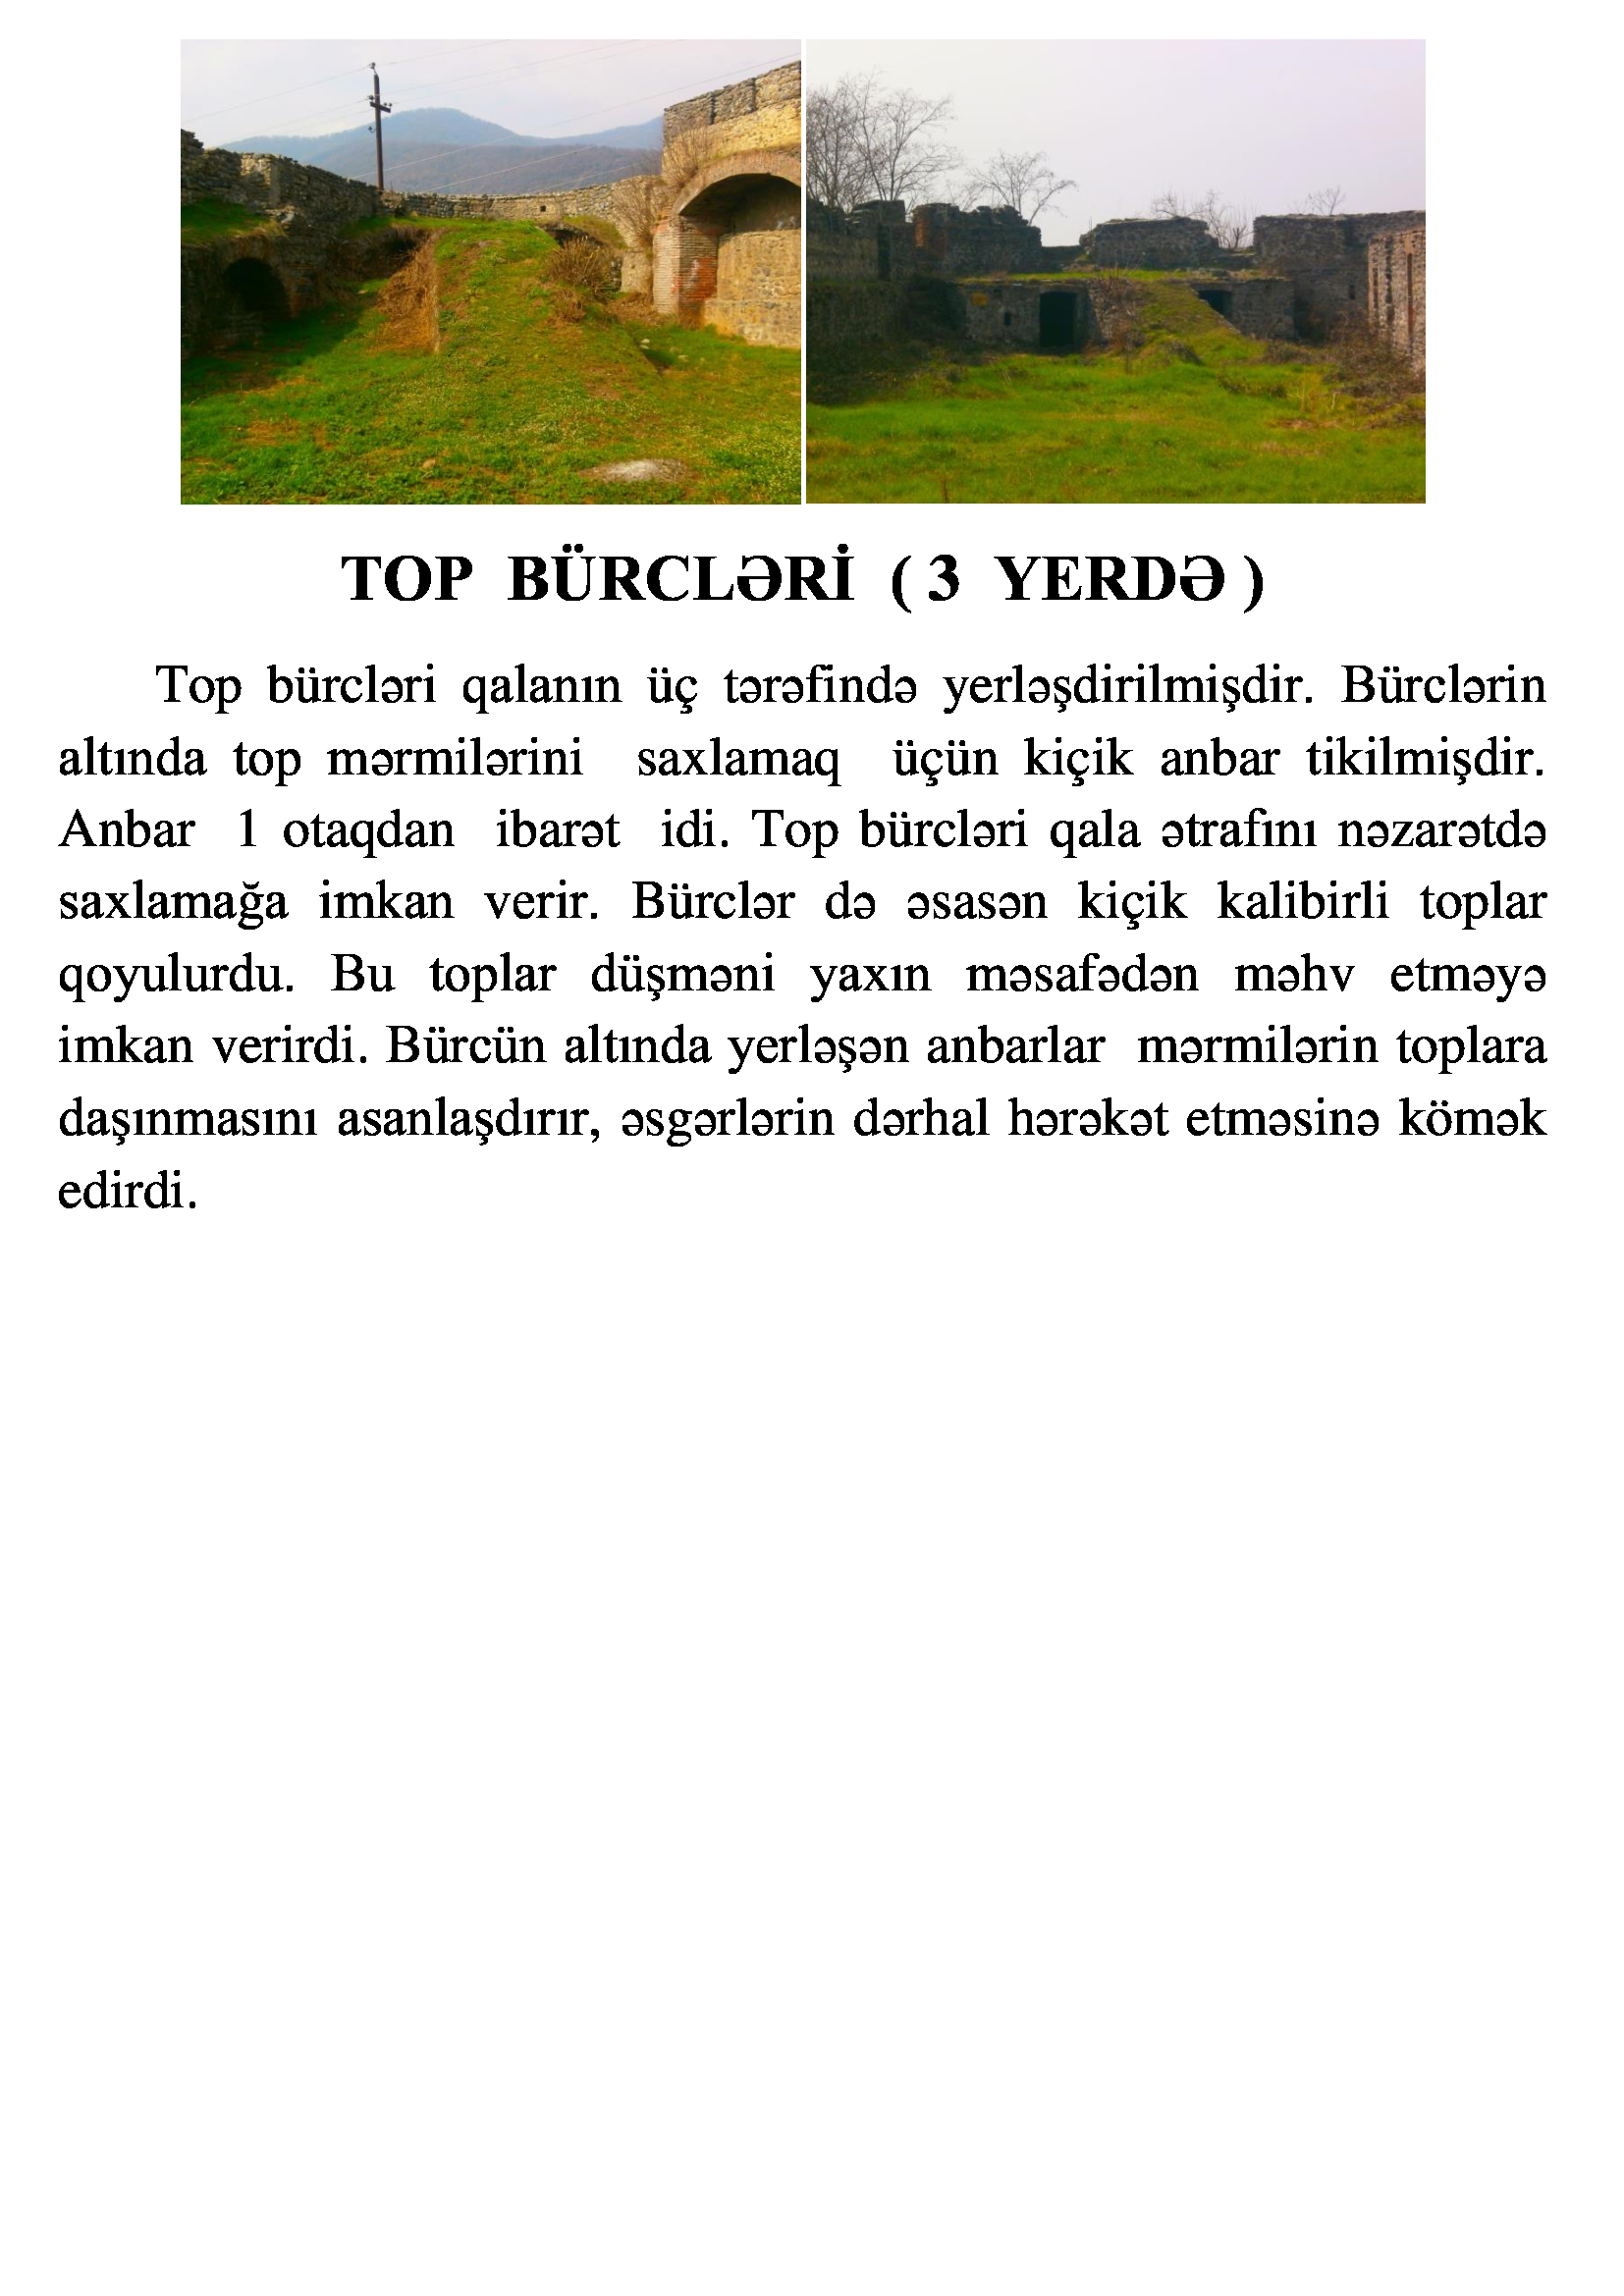 TOP BÜRCLƏRİ ( 3 YERDƏ )
Top bürcləri qalanın üç tərəfində yerləşdirilmişdir. Bürclərin
altında top mərmilərini saxlamaq üçün kiçik anbar tikilmişdir.
Anbar 1 otaqdan ibarət idi. Top bürcləri qala ətrafını nəzarətdə
saxlamağa imkan verir. Bürclər də əsasən kiçik kalibirli toplar
qoyulurdu. Bu toplar düşməni yaxın məsafədən məhv etməyə
imkan verirdi. Bürcün altında yerləşən anbarlar mərmilərin toplara
daşınmasını asanlaşdırır, əsgərlərin dərhal hərəkət etməsinə kömək
edirdi.